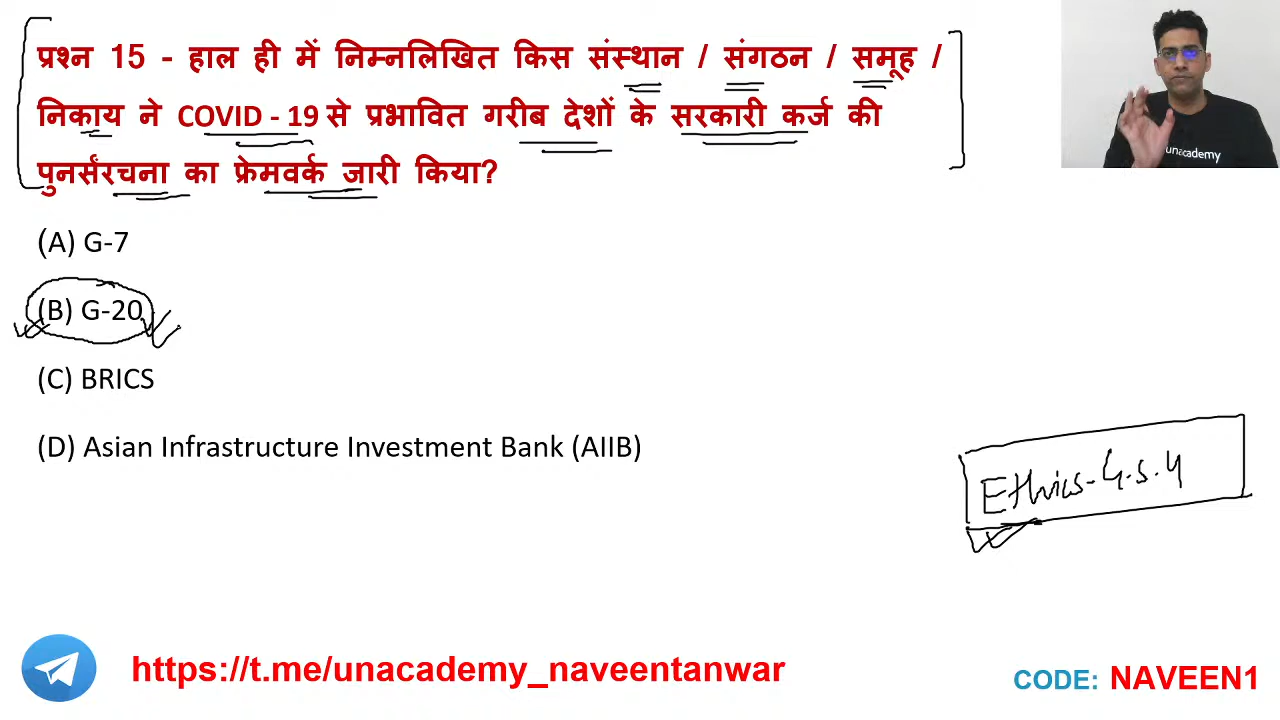 प्रश्न 15 - हाल ही में निम्नलिखित किस संस्थान / संगठन / समूह /
निकाय ने COVID - 19 से प्रभावित गरीब देशों के सरकारी कर्ज की
पुनर्संरचना का फ्रेमवर्क जारी किया?
unacademy
(A) G-7
(B) G-20
(C) BRICS
(D) Asian Infrastructure Investment Bank (AIIB)
Ethics- G.S.4
https://t.me/unacademy_naveentanwar
CODE: NAVEEN1